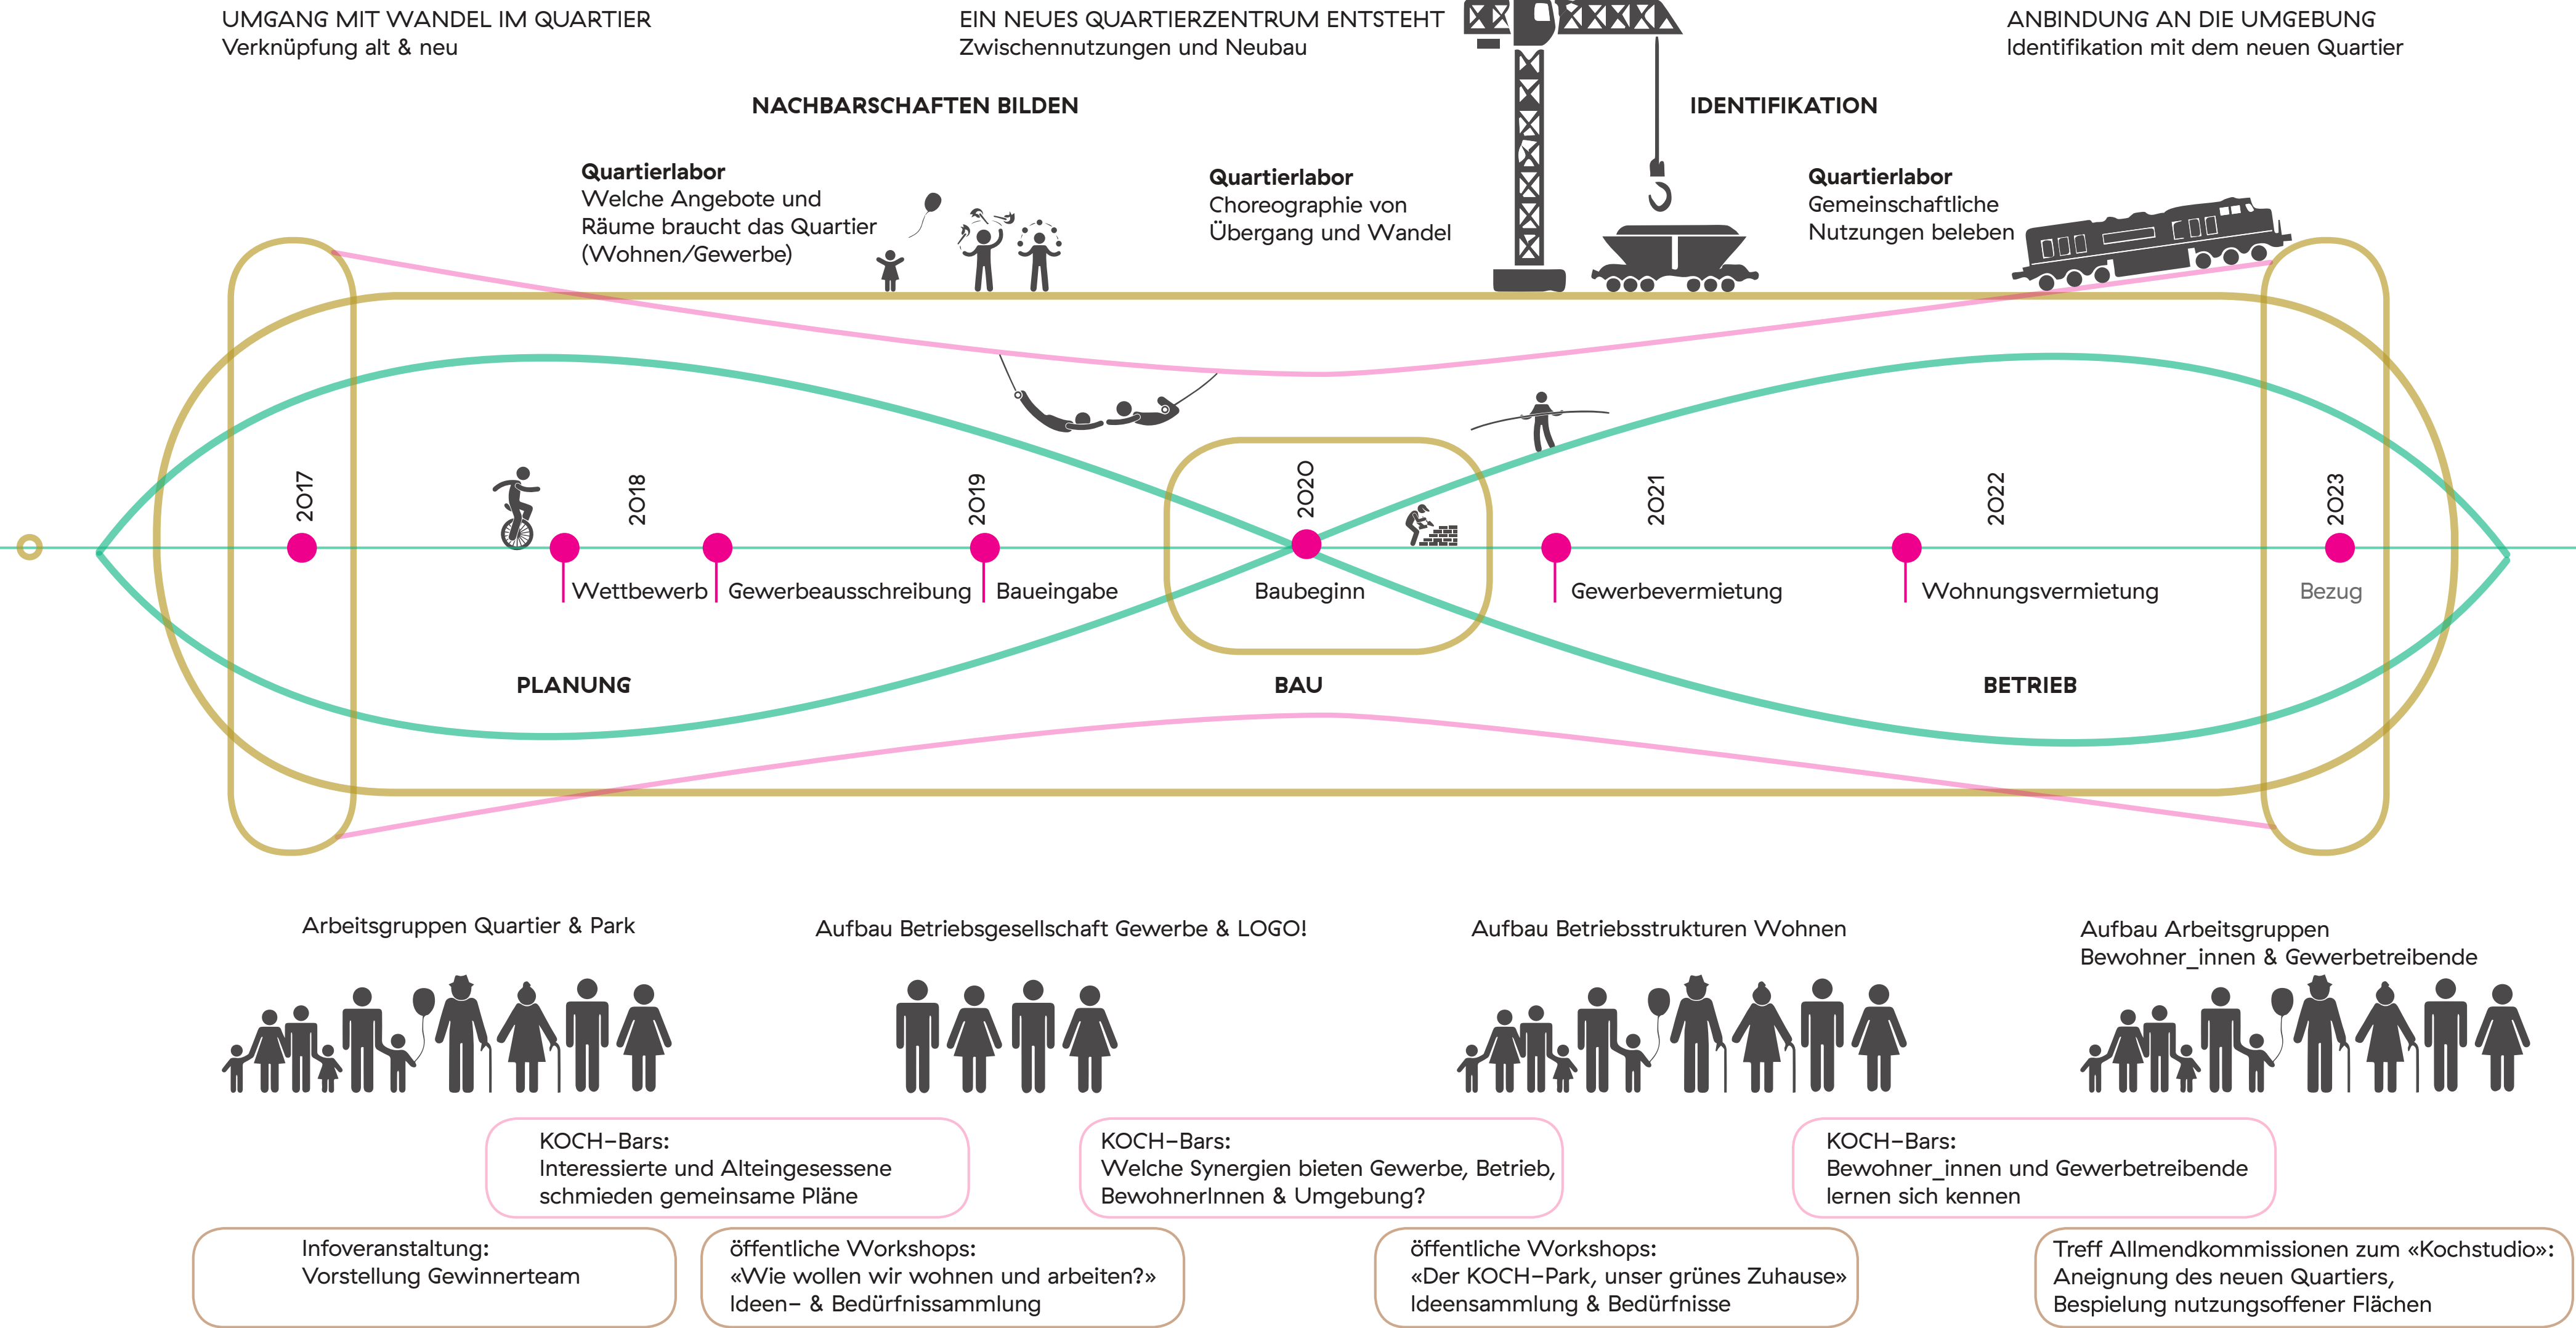 UMGANG MIT WANDEL IM QUARTIER
Verknüpfung alt & neu
EIN NEUES QUARTIERZENTRUM ENTSTEHT
Zwischennutzungen und Neubau
ANBINDUNG AN DIE UMGEBUNG
Identifikation mit dem neuen Quartier
NACHBARSCHAFTEN BILDEN
IDENTIFIKATION
Quartierlabor
Welche Angebote und
Räume braucht das Quartier
(Wohnen/Gewerbe)
Quartierlabor
Choreographie von
Übergang und Wandel
Quartierlabor
Gemeinschaftliche
Nutzungen beleben
2017
2018
2019
2020
2021
2022
2023
Wettbewerb
Gewerbeausschreibung
Baueingabe
Baubeginn
Gewerbevermietung
Wohnungsvermietung
Bezug
PLANUNG
BAU
BETRIEB
Arbeitsgruppen Quartier & Park
Aufbau Betriebsgesellschaft Gewerbe & LOGO!
Aufbau Betriebsstrukturen Wohnen
Aufbau Arbeitsgruppen
Bewohner_innen & Gewerbetreibende
KOCH-Bars:
Interessierte und Alteingesessene
schmieden gemeinsame Pläne
KOCH-Bars:
Welche Synergien bieten Gewerbe, Betrieb,
BewohnerInnen & Umgebung?
KOCH-Bars:
Bewohner_innen und Gewerbetreibende
lernen sich kennen
Infoveranstaltung:
Vorstellung Gewinnerteam
öffentliche Workshops:
«Wie wollen wir wohnen und arbeiten?»
Ideen- & Bedürfnissammlung
öffentliche Workshops:
«Der KOCH-Park, unser grünes Zuhause»
Ideensammlung & Bedürfnisse
Treff Allmendkommissionen zum «Kochstudio»:
Aneignung des neuen Quartiers,
Bespielung nutzungsoffener Flächen